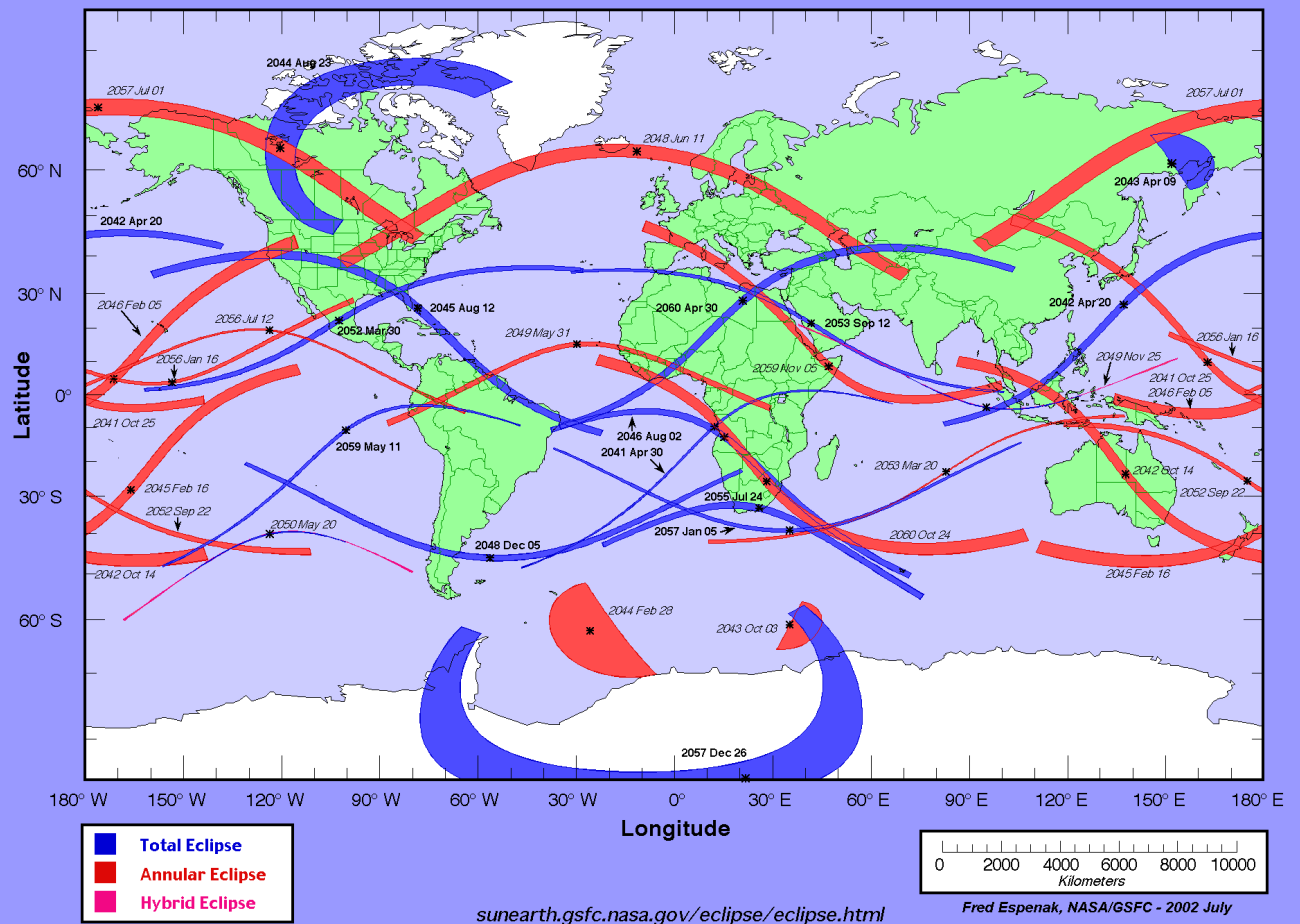 2044 Aug 23
2057 Jul 01
2057 Jul 01
2048 Jun 11
60° N
2043 Apr 09
2042 Apr 20
30° N
2046 Feb 05
2056 Jul 12
2045 Aug 12
2060 Apr 30
2042 Apr 20
2053 Sep 12
2052 Mar 30
2049 May 31
2056 Jan 16
2056 Jan 16
2049 Nov 25
2059 Nov 05
2041 Oct 25
2046 Feb 05
0°
Latitude
2041 Oct 25
2046 Aug 02
2059 May 11
2041 Apr 30
2053 Mar 20
2042 Oct 14
2045 Feb 16
2052 Sep 22
30° S
2055 Jul 24
2052 Sep 22
2050 May 20
2057 Jan 05
2060 Oct 24
2048 Dec 05
2042 Oct 14
2045 Feb 16
2044 Feb 28
60° S
2043 Oct 03
2057 Dec 26
180° W 150° W 120° W 90° W 60° W 30° W 0° 30° E 60° E 90° E 120° E 150° E 180° E
Longitude
Total Eclipse
Annular Eclipse
Hybrid Eclipse
0 2000 4000 6000 8000 10000
Kilometers
sunearth.gsfc.nasa.gov/eclipse/eclipse.html
Fred Espenak, NASA/GSFC - 2002 July